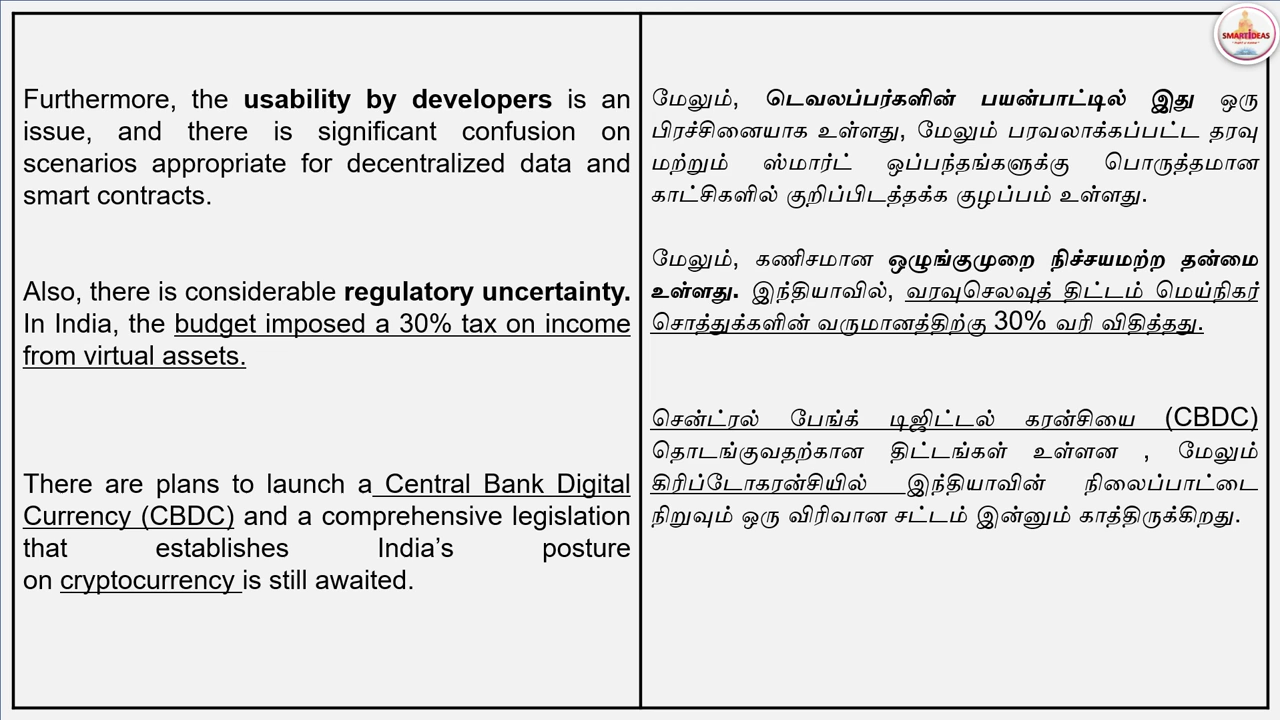 SMARTIDEAS
Furthermore, the usability by developers is an
issue, and there is significant confusion on
scenarios appropriate for decentralized data and
smart contracts.
Also, there is considerable regulatory uncertainty.
In India, the budget imposed a 30% tax on income
from virtual assets.
There are plans to launch a Central Bank Digital
Currency (CBDC) and a comprehensive legislation
that establishes India’s posture
on cryptocurrency is still awaited.
மேலும், டெவலப்பர்களின் பயன்பாட்டில் இது ஒரு
பிரச்சினையாக உள்ளது, மேலும் பரவலாக்கப்பட்ட தரவு
மற்றும் ஸ்மார்ட் ஒப்பந்தங்களுக்கு பொருத்தமான
காட்சிகளில் குறிப்பிடத்தக்க குழப்பம் உள்ளது.
மேலும், கணிசமான ஒழுங்குமுறை நிச்சயமற்ற தன்மை
உள்ளது. இந்தியாவில், வரவுசெலவுத் திட்டம் மெய்நிகர்
சொத்துக்களின் வருமானத்திற்கு 30% வரி விதித்தது.
சென்ட்ரல் பேங்க் டிஜிட்டல் கரன்சியை (CBDC)
தொடங்குவதற்கான திட்டங்கள் உள்ளன , மேலும்
கிரிப்டோகரன்சியில் இந்தியாவின் நிலைப்பாட்டை
நிறுவும் ஒரு விரிவான சட்டம் இன்னும் காத்திருக்கிறது.